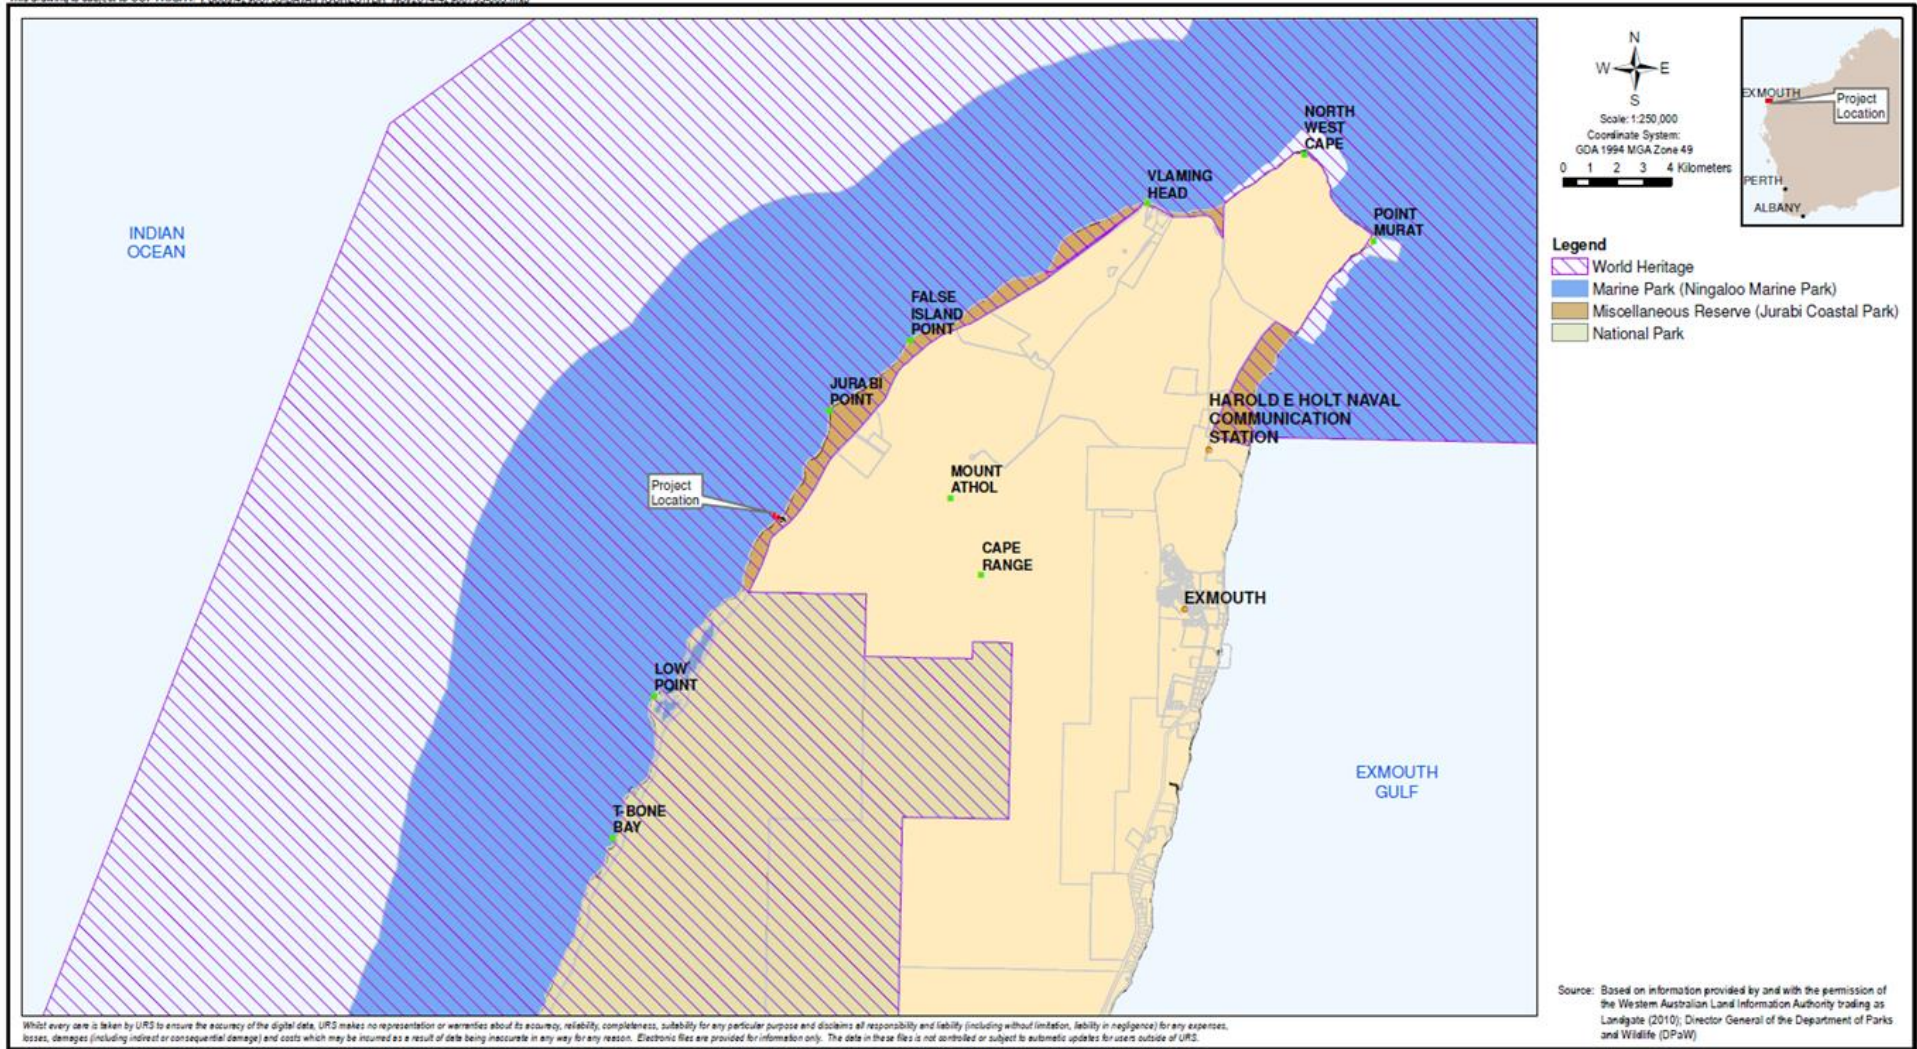 INDIAN
OCEAN
NORTH
WEST
CAPE
VLAMING
HEAD
POINT
MURAT
FALSE
ISLAND
POINT
JURABI
POINT
HAROLD E HOLT NAVAL
COMMUNICATION
STATION
Project
Location
MOUNT
ATHOL
CAPE
RANGE
EXMOUTH
LOW
POINT
T-BONE
BAY
EXMOUTH
GULF
N
W E
S
Scale: 1:250,000
Coordinate System:
GDA 1994 MGA Zone 49
0 1 2 3 4 Kilometers
EXMOUTH
Project
Location
PERTH
ALBANY
Legend
World Heritage
Marine Park (Ningaloo Marine Park)
Miscellaneous Reserve (Jurabi Coastal Park)
National Park
Source: Based on information provided by and with the permission of
the Western Australian Land Information Authority trading as
Landgate (2010); Director General of the Department of Parks
and Wildlife (DPaW)
Whilst every care is taken by URS to ensure the accuracy of the digital data, URS makes no representation or warranties about its accuracy, reliability, completeness, suitability for any particular purpose and disclaims all responsibility and liability (including without limitation, liability in negligence) for any expenses,
losses, damages (including indirect or consequential damage) and costs which may be incurred as a result of data being inaccurate in any way for any reason. Electronic files are provided for information only. The data in these files is not controlled or subject to automatic updates for users outside of URS.